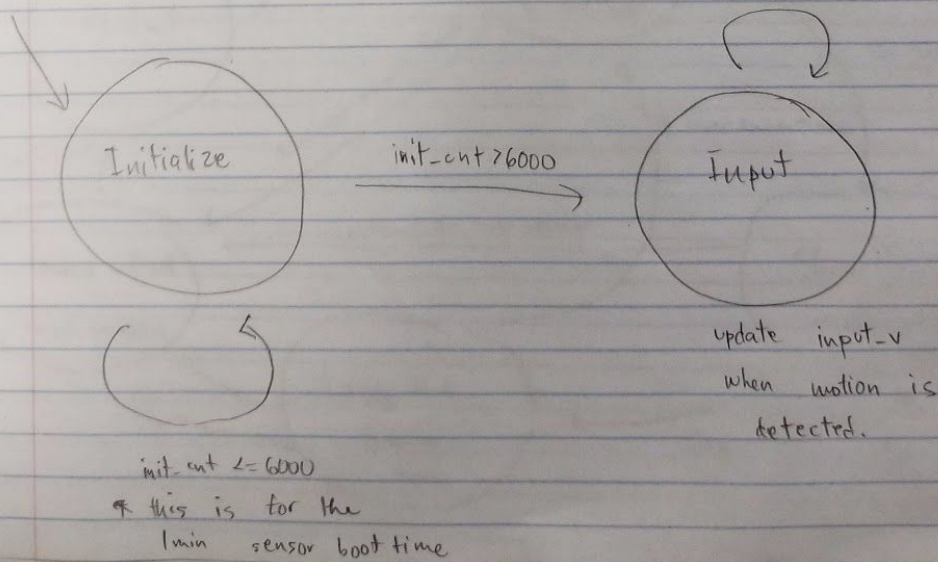 Initialize
init_cnt >6000
Input
update input_v
when motion is
detected.
init_cnt <= 6000
* this is for the
1min sensor boot time